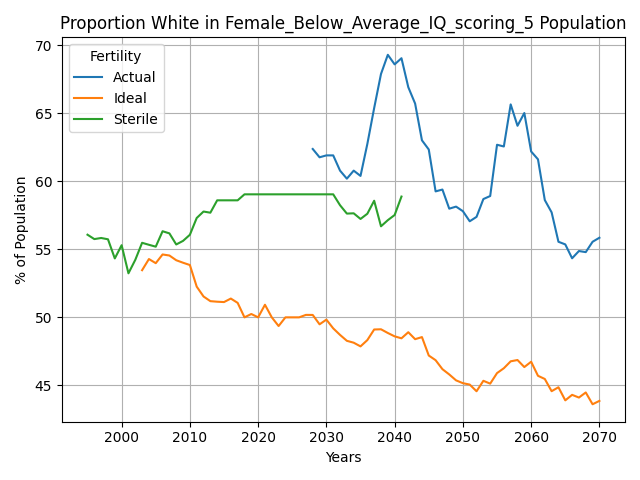 Proportion White in Female_Below_Average_IQ_scoring_5 Population
% of Population
70
65
60
55
50
45
Fertility
Actual
Ideal
Sterile
2000 2010 2020 2030 2040 2050 2060 2070
Years